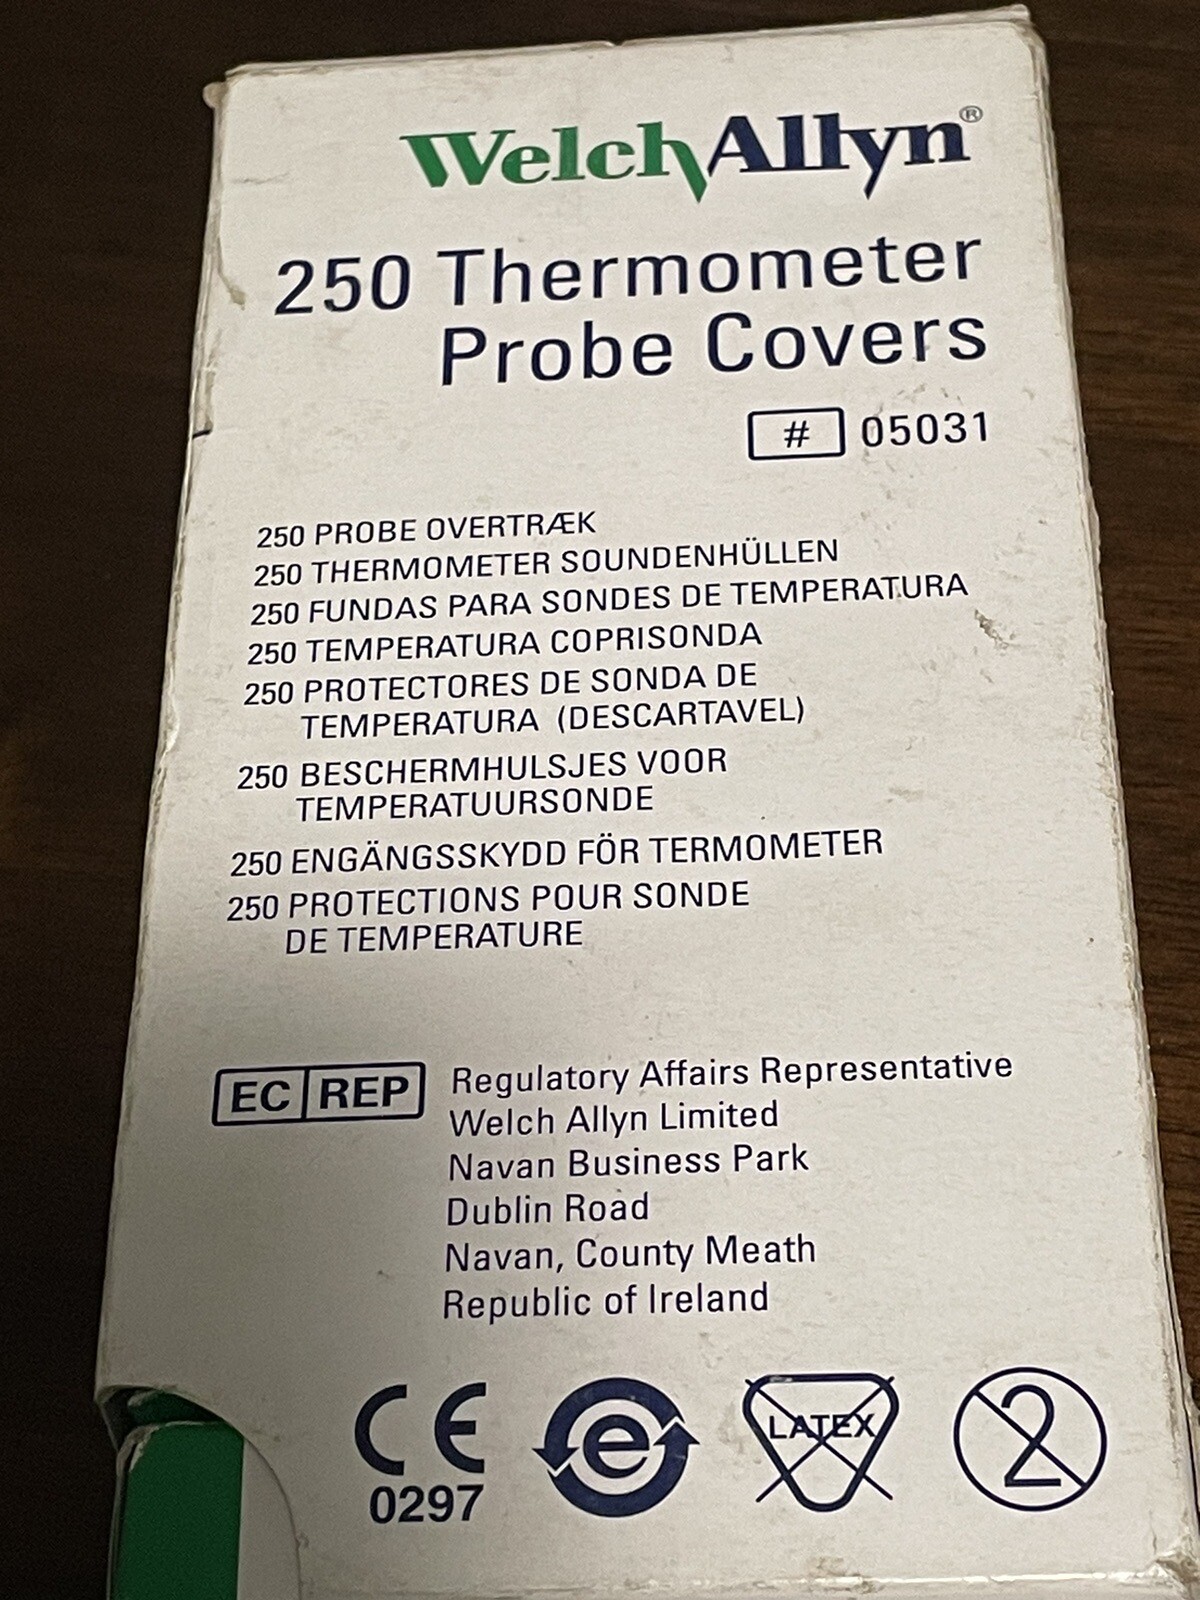 WelchAllyn®
250 Thermometer
Probe Covers
# 05031
250 PROBE OVERTRÆK
250 THERMOMETER SOUNDENHÜLLEN
250 FUNDAS PARA SONDES DE TEMPERATURA
250 TEMPERATURA COPRISONDA
250 PROTECTORES DE SONDA DE
TEMPERATURA (DESCARTAVEL)
250 BESCHERMHULSJES VOOR
TEMPERATUURSONDE
250 ENGÄNGSSKYDD FÖR TERMOMETER
250 PROTECTIONS POUR SONDE
DE TEMPERATURE
EC REP
Regulatory Affairs Representative
Welch Allyn Limited
Navan Business Park
Dublin Road
Navan, County Meath
Republic of Ireland
CE e LATEX 2
0297